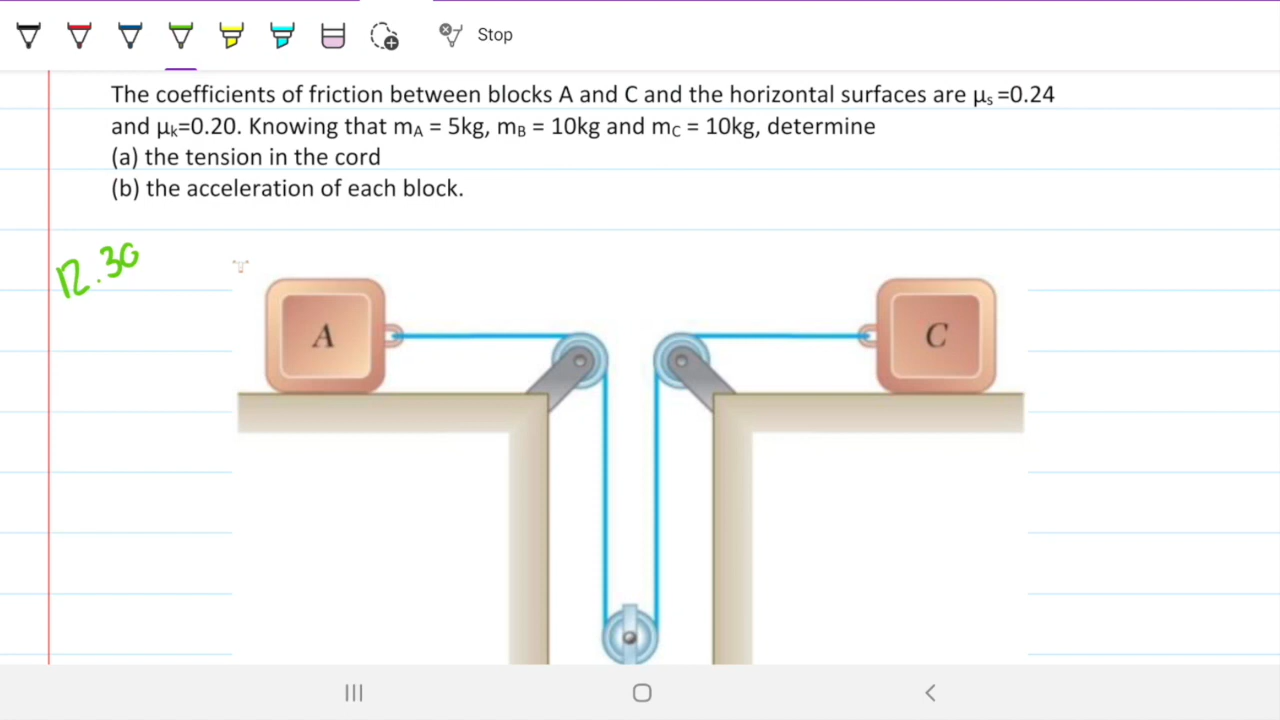 Stop
The coefficients of friction between blocks A and C and the horizontal surfaces are μs =0.24
and μk=0.20. Knowing that mA = 5kg, mB = 10kg and mC = 10kg, determine
(a) the tension in the cord
(b) the acceleration of each block.
12.30
A
C